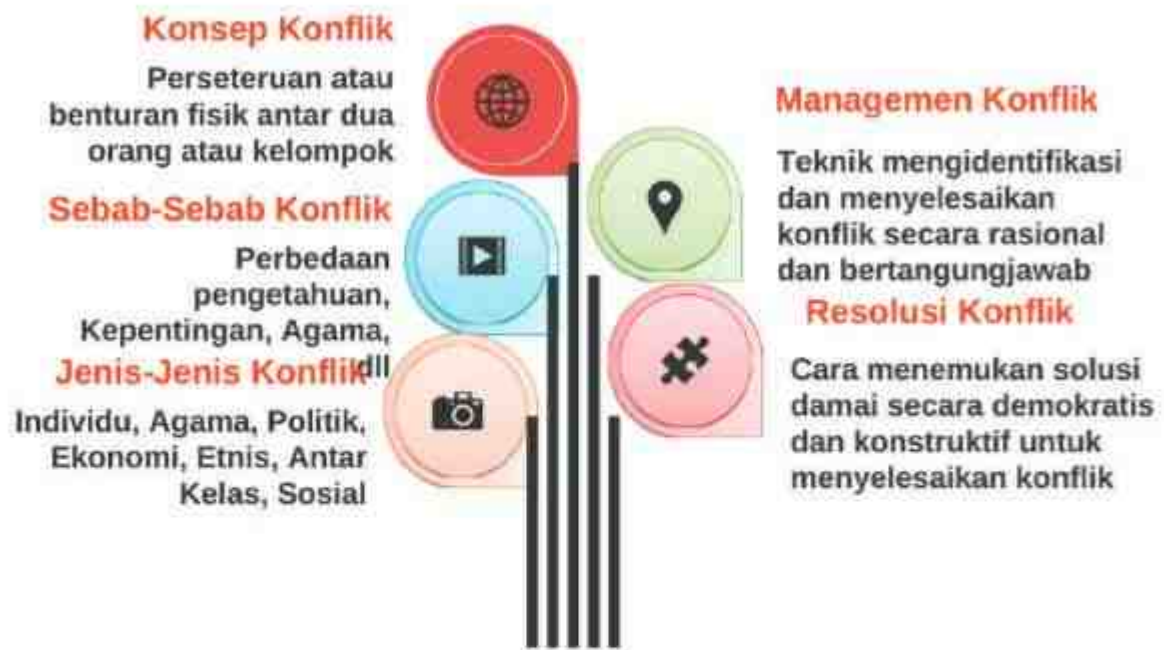 Konsep Konflik
Perseteruan atau
benturan fisik antar dua
orang atau kelompok
Sebab-Sebab Konflik
Perbedaan
pengetahuan,
Kepentingan, Agama,
dll
Jenis-Jenis Konflik
Individu, Agama, Politik,
Ekonomi, Etnis, Antar
Kelas, Sosial
Managemen Konflik
Teknik mengidentifikasi
dan menyelesaikan
konflik secara rasional
dan bertangungjawab
Resolusi Konflik
Cara menemukan solusi
damai secara demokratis
dan konstruktif untuk
menyelesaikan konflik